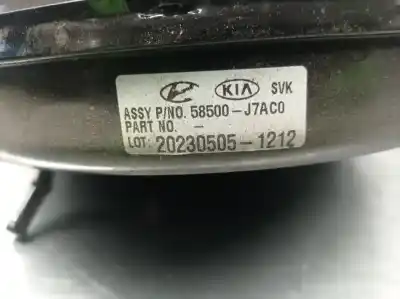 KIA SVK
ASSY P/NO. 58500-J7AC0
PART NO. -
LOT: 20230505-1212